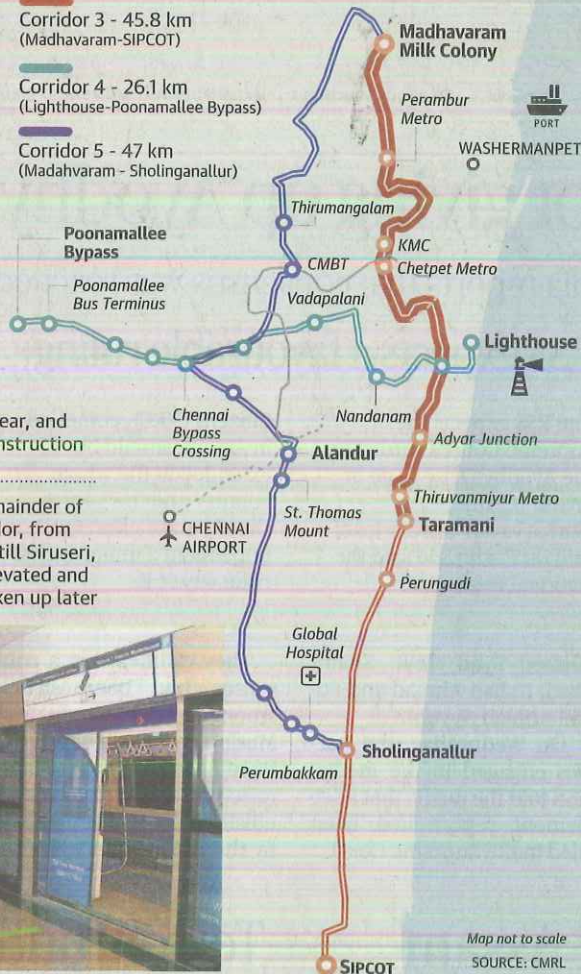 Corridor 3 - 45.8 km
(Madhavaram-SIPCOT)
Corridor 4 - 26.1 km
(Lighthouse-Poonamallee Bypass)
Corridor 5 - 47 km
(Madahvaram - Sholinganallur)
Madhavaram
Milk Colony
Perambur
Metro
PORT
WASHERMANPET
Thirumangalam
Poonamallee
Bypass
KMC
CMBT
Chetpet Metro
Poonamallee
Bus Terminus
Vadapalani
Lighthouse
Chennai
Bypass
Crossing
Nandanam
ear, and
nstruction
Adyar Junction
Alandur
nainder of
dor, from
till Siruseri,
evated and
ken up later
Thiruvanmiyur Metro
St. Thomas
Mount
Taramani
CHENNAI
AIRPORT
Perungudi
Global
Hospital
Sholinganallur
Perumbakkam
SIPCOT
Map not to scale
SOURCE: CMRL